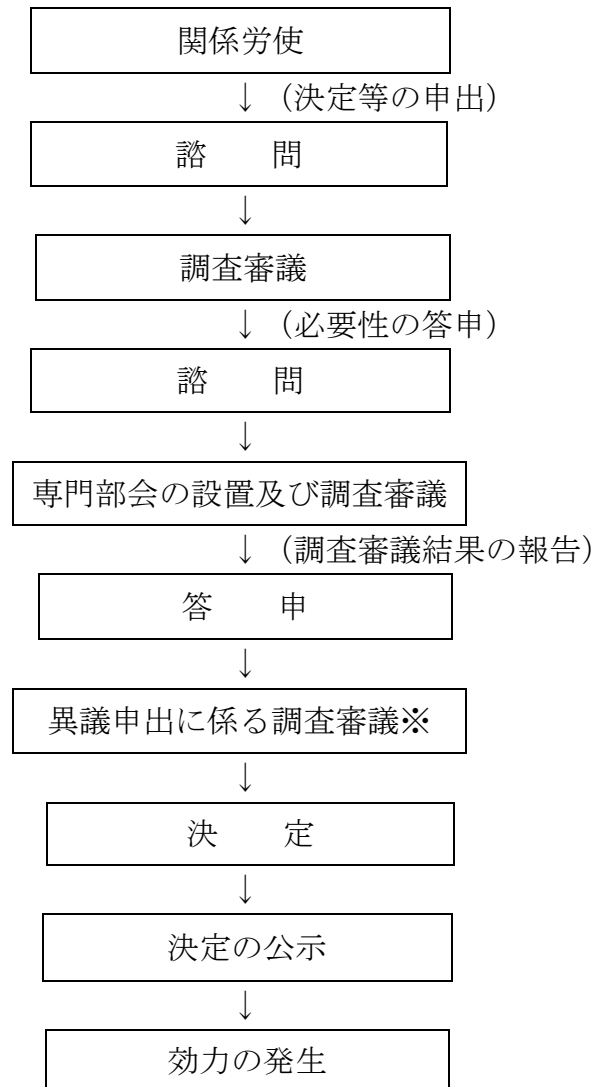 関係労使
↓（決定等の申出）
諮　　問
↓
調査審議
↓（必要性の答申）
諮　　問
↓
専門部会の設置及び調査審議
↓（調査審議結果の報告）
答　　申
↓
異議申出に係る調査審議※
↓
決　　定
↓
決定の公示
↓
効力の発生